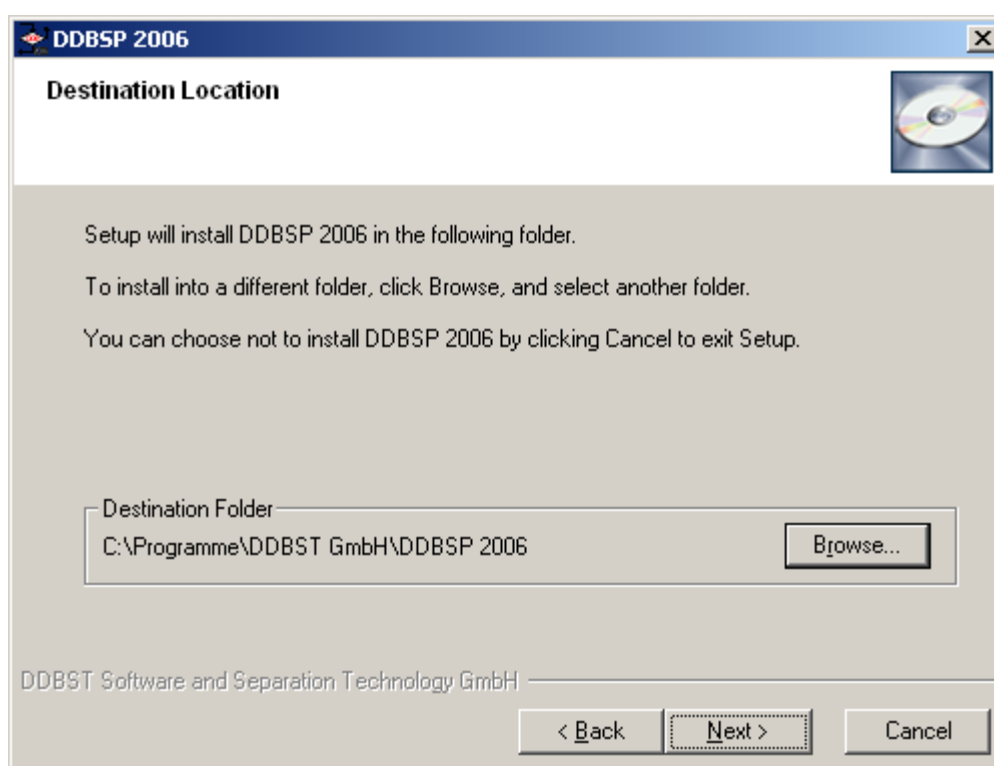 DDBSP 2006
Destination Location
Setup will install DDBSP 2006 in the following folder.
To install into a different folder, click Browse, and select another folder.
You can choose not to install DDBSP 2006 by clicking Cancel to exit Setup.
Destination Folder
C:\Programme\DDBST GmbH\DDBSP 2006
Browse...
DDBST Software and Separation Technology GmbH
< Back
Next >
Cancel